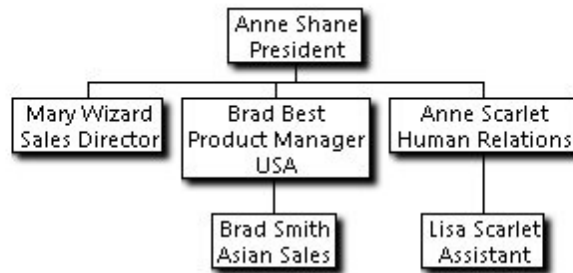 Anne Shane
President
Mary Wizard
Sales Director
Brad Best
Product Manager
USA
Anne Scarlet
Human Relations
Brad Smith
Asian Sales
Lisa Scarlet
Assistant